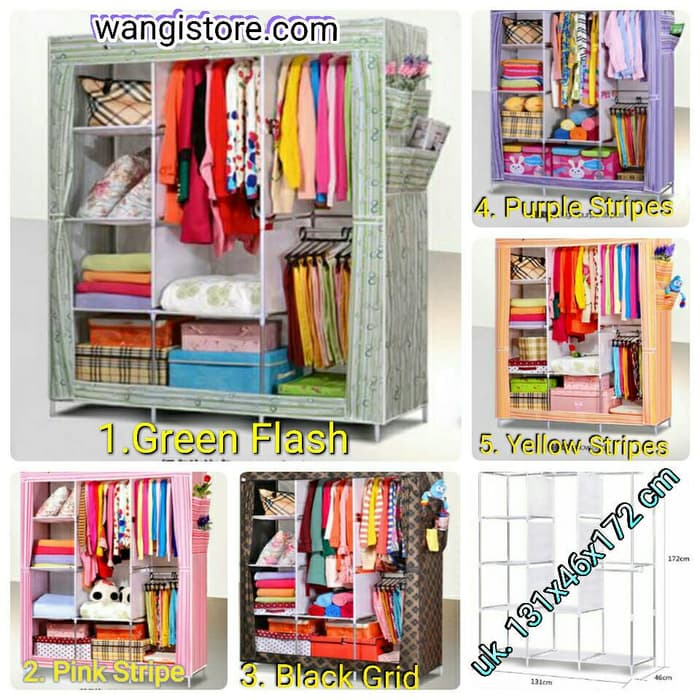 wangistore.com
1.Green Flash
4. Purple Stripes
5. Yellow Stripes
2. Pink Stripe
3. Black Grid
uk. 131x46x172 cm
172cm
131cm
46cm